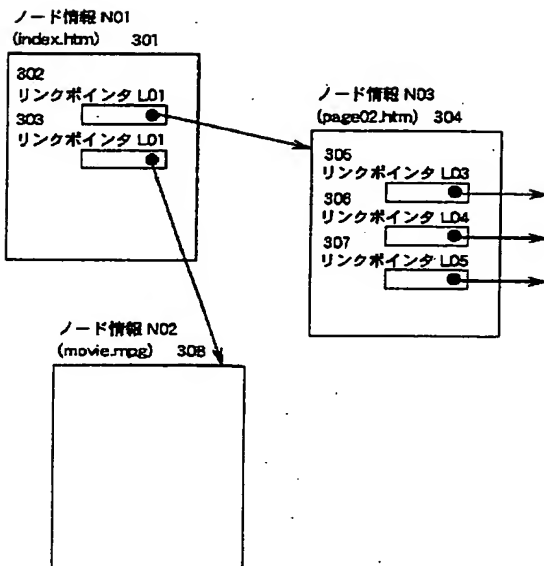 ノード情報 N01
(index.htm) 301
302
リンクポインタ L01
303
リンクポインタ L01
ノード情報 N03
(page02.htm) 304
305
リンクポインタ L03
306
リンクポインタ L04
307
リンクポインタ L05
ノード情報 N02
(movie.mpg) 308